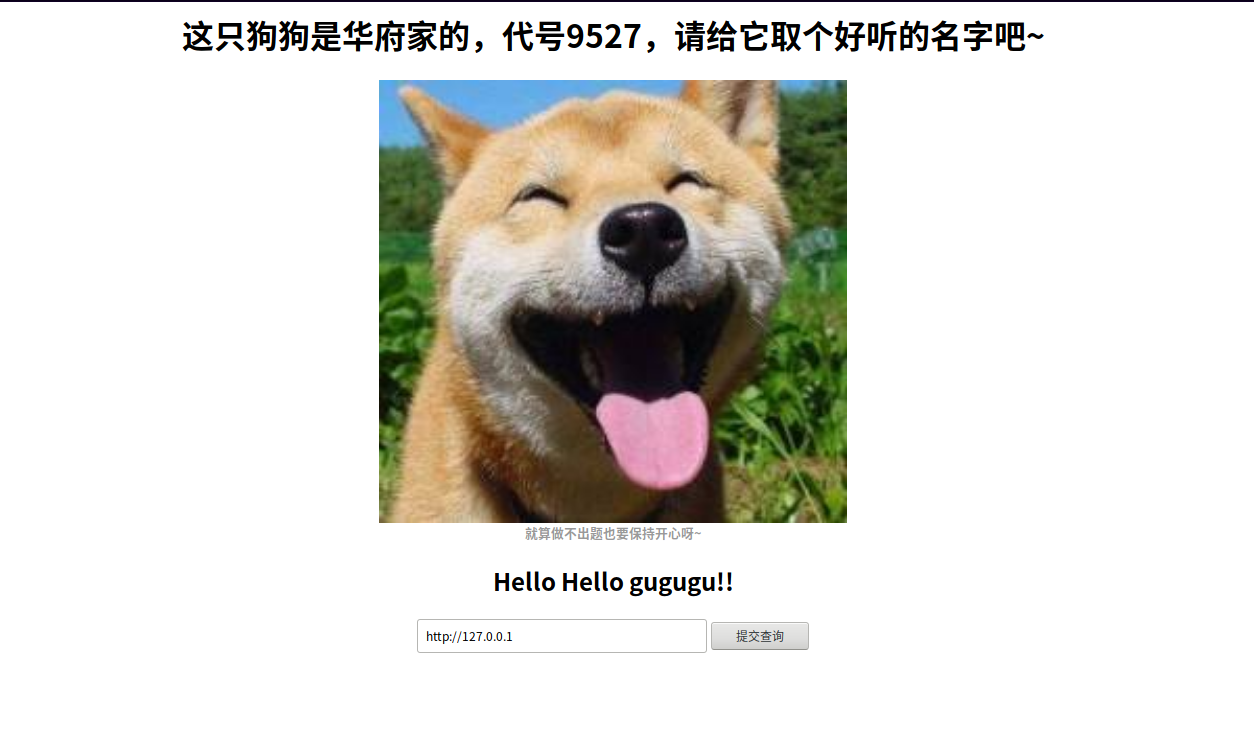 这只狗狗是华府家的，代号9527，请给它取个好听的名字吧~
就算做不出题也要保持开心呀~
Hello Hello gugugu!!
http://127.0.0.1 提交查询